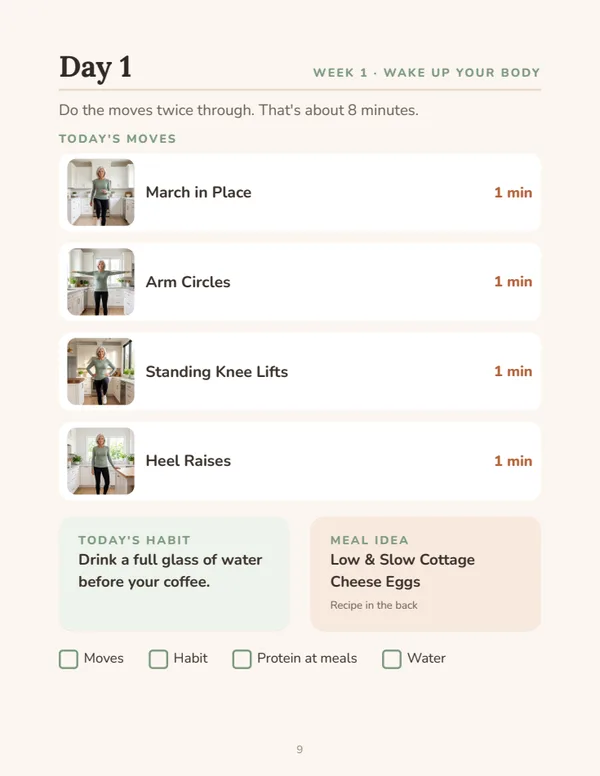 Day 1
WEEK 1 · WAKE UP YOUR BODY
Do the moves twice through. That's about 8 minutes.
TODAY'S MOVES
March in Place
1 min
Arm Circles
1 min
Standing Knee Lifts
1 min
Heel Raises
1 min
TODAY'S HABIT
Drink a full glass of water
before your coffee.
MEAL IDEA
Low & Slow Cottage
Cheese Eggs
Recipe in the back
Moves
Habit
Protein at meals
Water
9